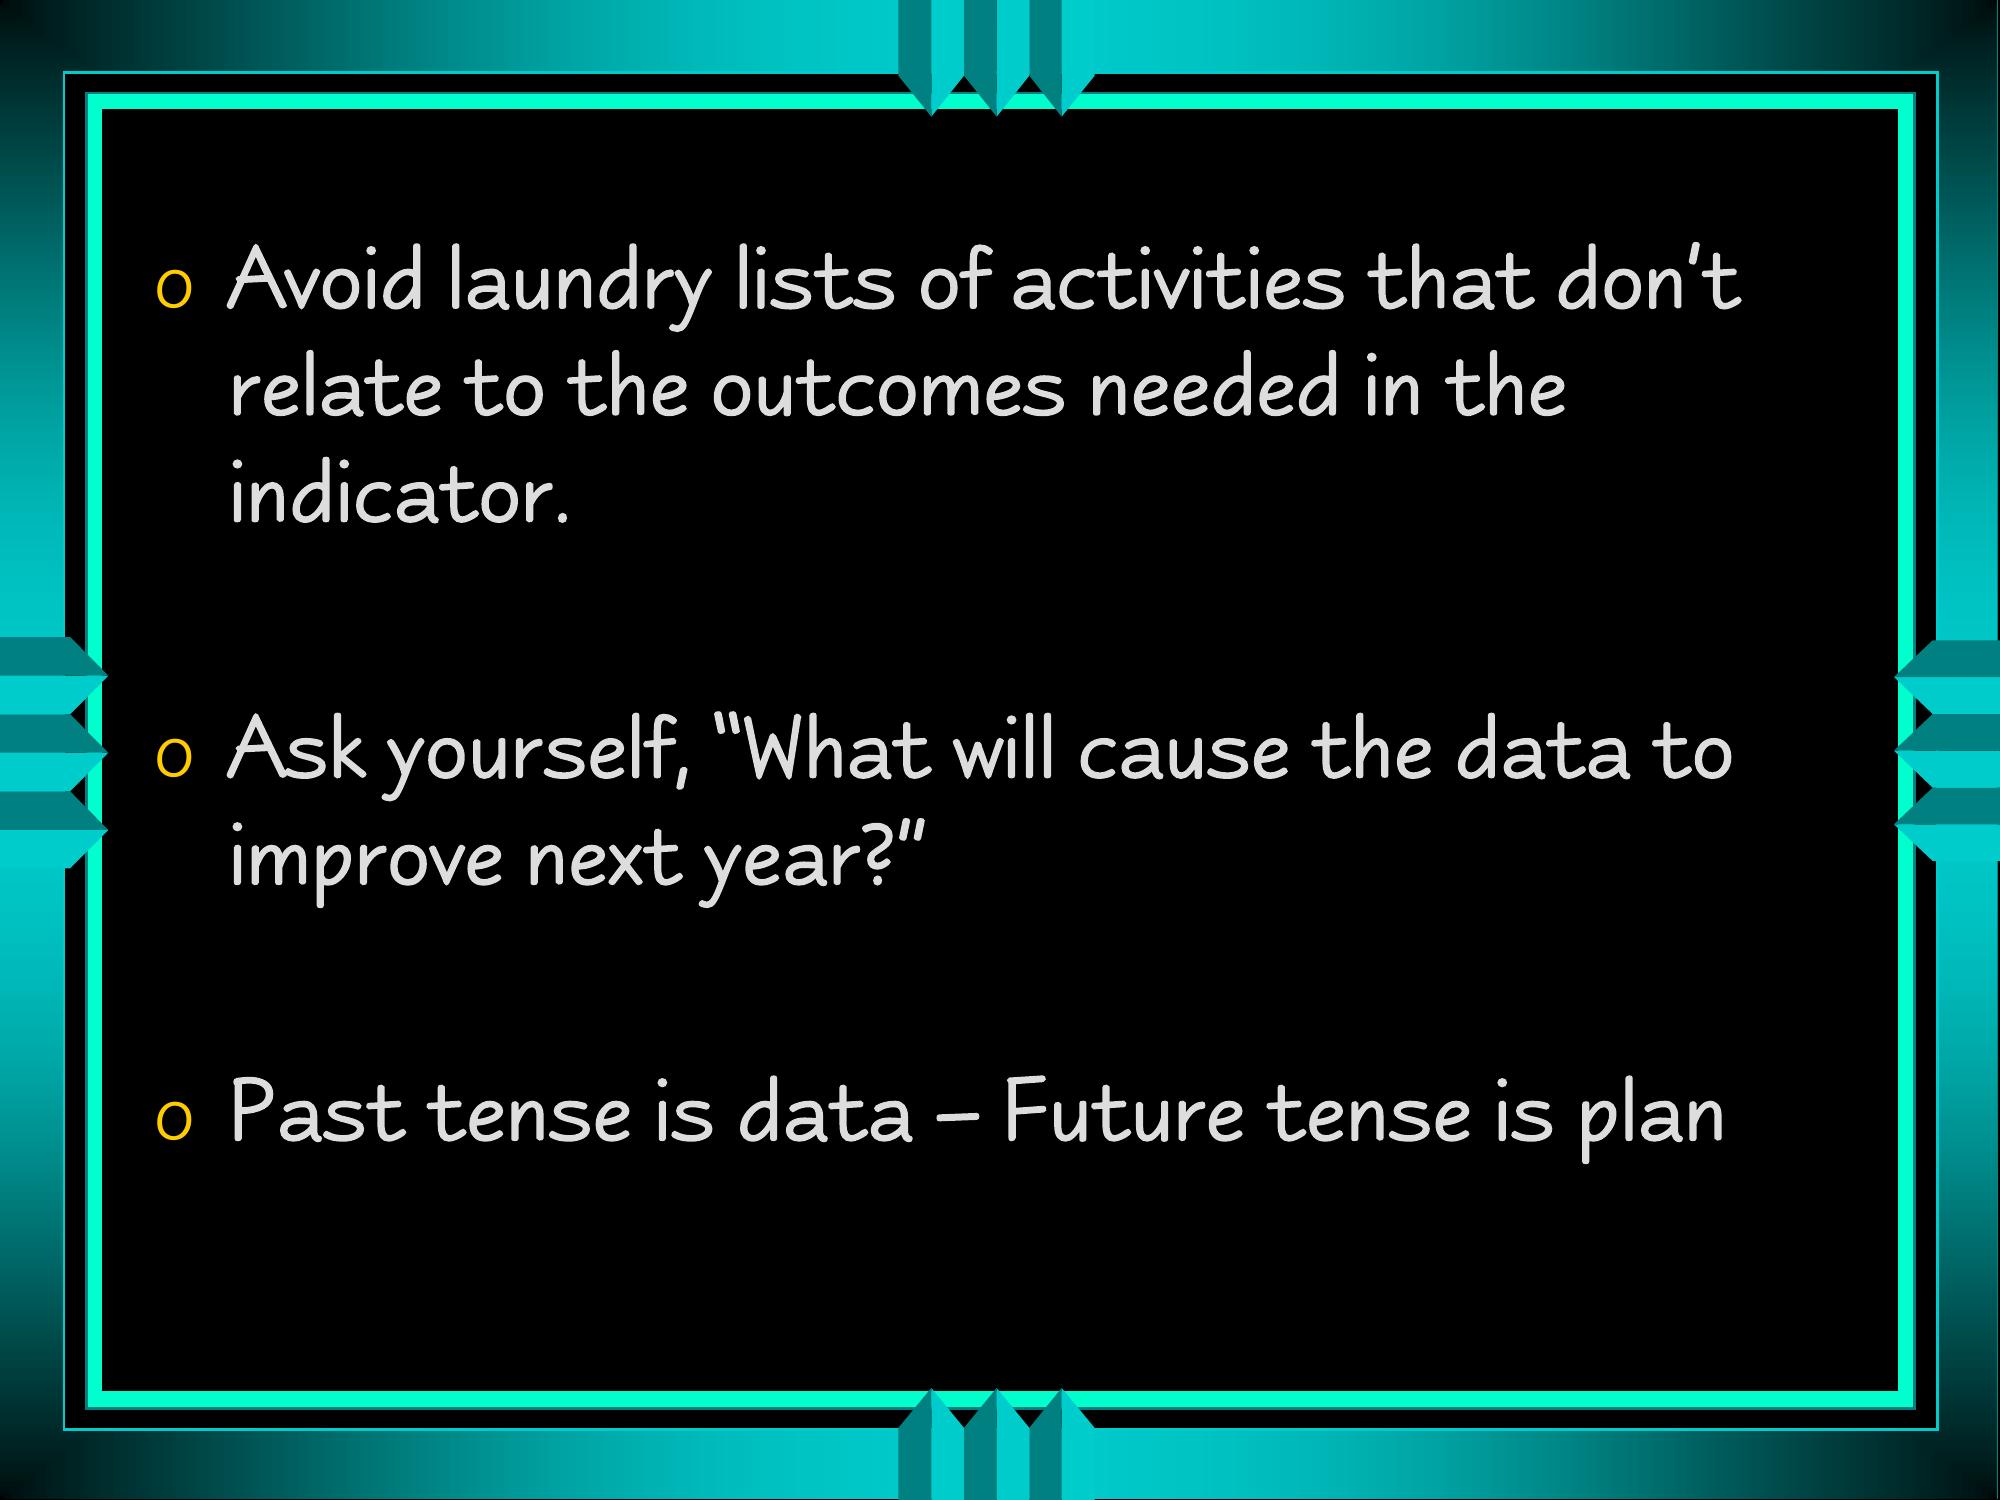 o Avoid laundry lists of activities that don't
relate to the outcomes needed in the
indicator.
o Ask yourself, “What will cause the data to
improve next year?”
o Past tense is data – Future tense is plan